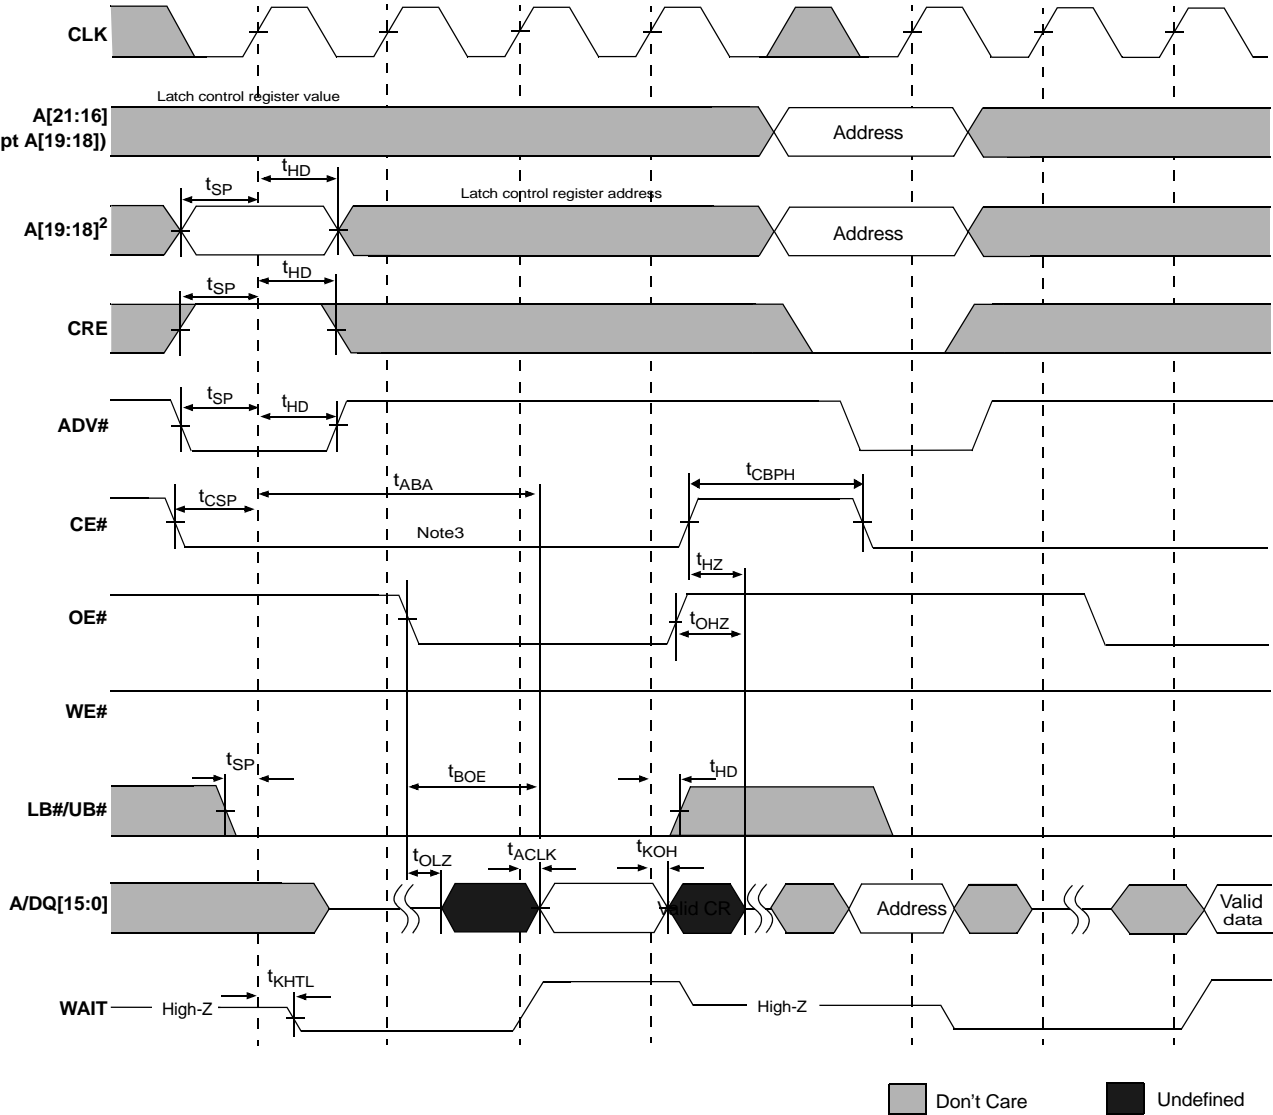 CLK
Latch control register value
A[21:16]
pt A[19:18])
Address
tSP
tHD
Latch control register address
A[19:18]2
Address
tSP
tHD
CRE
tSP
tHD
ADV#
tCSP
tABA
tCBPH
CE#
Note3
tHZ
OE#
tOHZ
WE#
tSP
tBOE
tHD
LB#/UB#
tOLZ
tACLK
tKOH
A/DQ[15:0]
Valid CR
Address
Valid
data
tKHTL
WAIT
High-Z
High-Z
Don't Care
Undefined